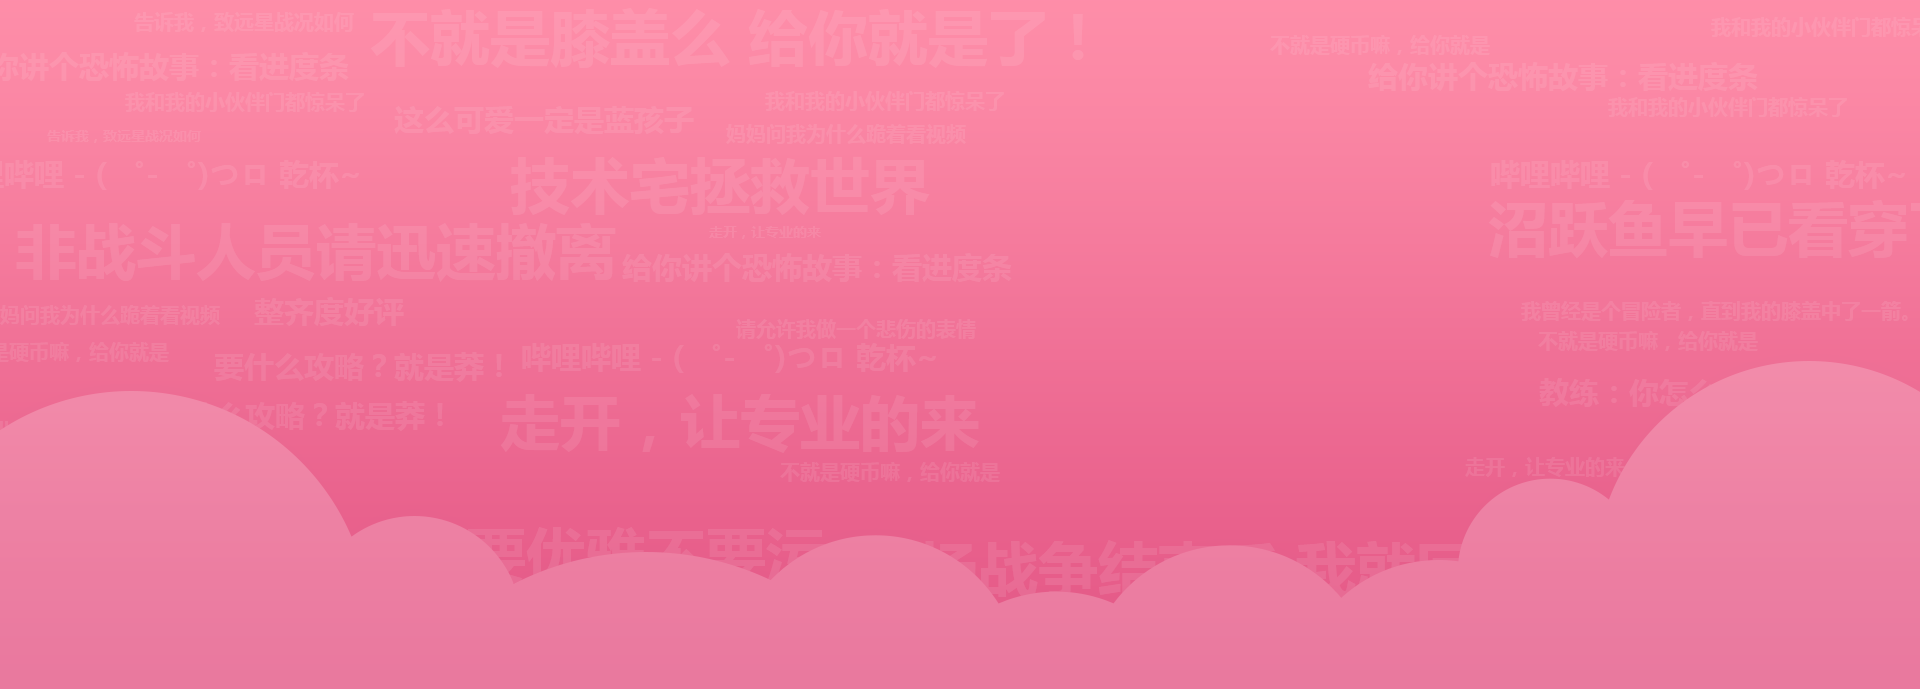 告诉我，致远星战况如何
不就是膝盖么 给你就是了！
我和我的小伙伴门都惊呆
不就是硬币嘛，给你就是
你讲个恐怖故事：看进度条
给你讲个恐怖故事：看进度条
我和我的小伙伴门都惊呆了
这么可爱一定是蓝孩子
我和我的小伙伴门都惊呆了
我和我的小伙伴门都惊呆了
告诉我，致远星战况如何
妈妈问我为什么跪着看视频
哔哩 - ( ゜- ゜)つロ 乾杯~
技术宅拯救世界
哔哩哔哩 - ( ゜- ゜)つロ 乾杯~
非战斗人员请迅速撤离
走开，让专业的来
沼跃鱼早已看穿
给你讲个恐怖故事：看进度条
妈问我为什么跪着看视频
整齐度好评
我曾经是个冒险者，直到我的膝盖中了一箭。
请允许我做一个悲伤的表情
不就是硬币嘛，给你就是
是硬币嘛，给你就是
要什么攻略？就是莽！
哔哩哔哩 - ( ゜- ゜)つロ 乾杯~
教练：你怎么
么攻略？就是莽！
走开，让专业的来
走开，让专业的来
不就是硬币嘛，给你就是
要优雅不要污
战争结束
我就回